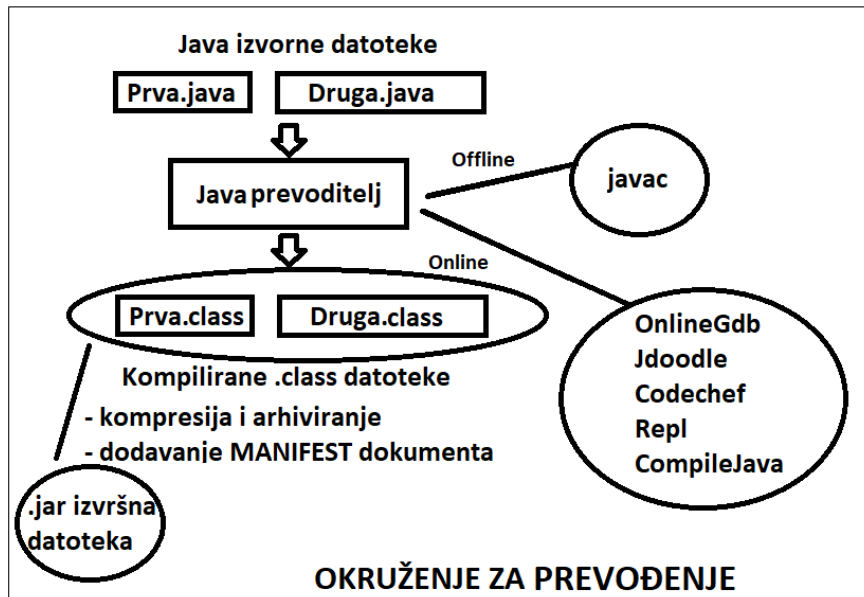 Java izvorne datoteke
Prva.java
Druga.java
Offline
javac
Java prevoditelj
Online
Prva.class
Druga.class
OnlineGdb
Jdoodle
Codechef
Repl
CompileJava
Kompilirane .class datoteke
- kompresija i arhiviranje
- dodavanje MANIFEST dokumenta
.jar izvršna
datoteka
OKRUŽENJE ZA PREVOĐENJE